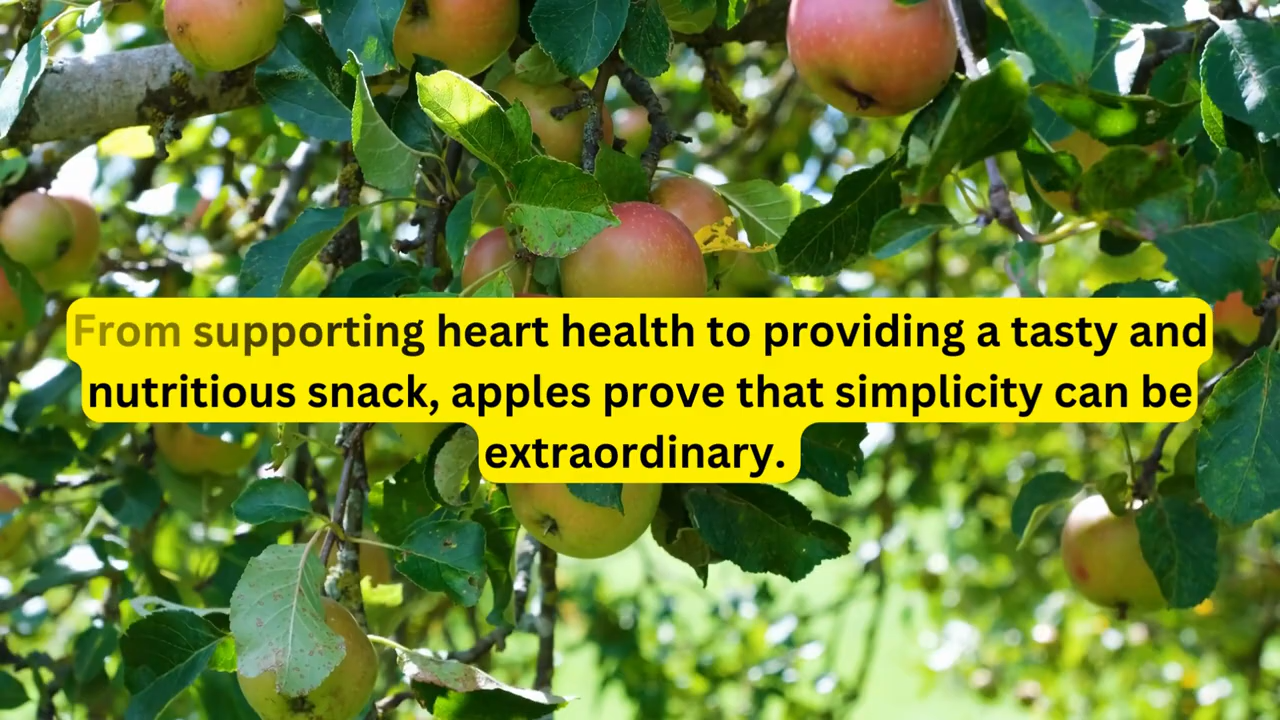 From supporting heart health to providing a tasty and
nutritious snack, apples prove that simplicity can be
extraordinary.